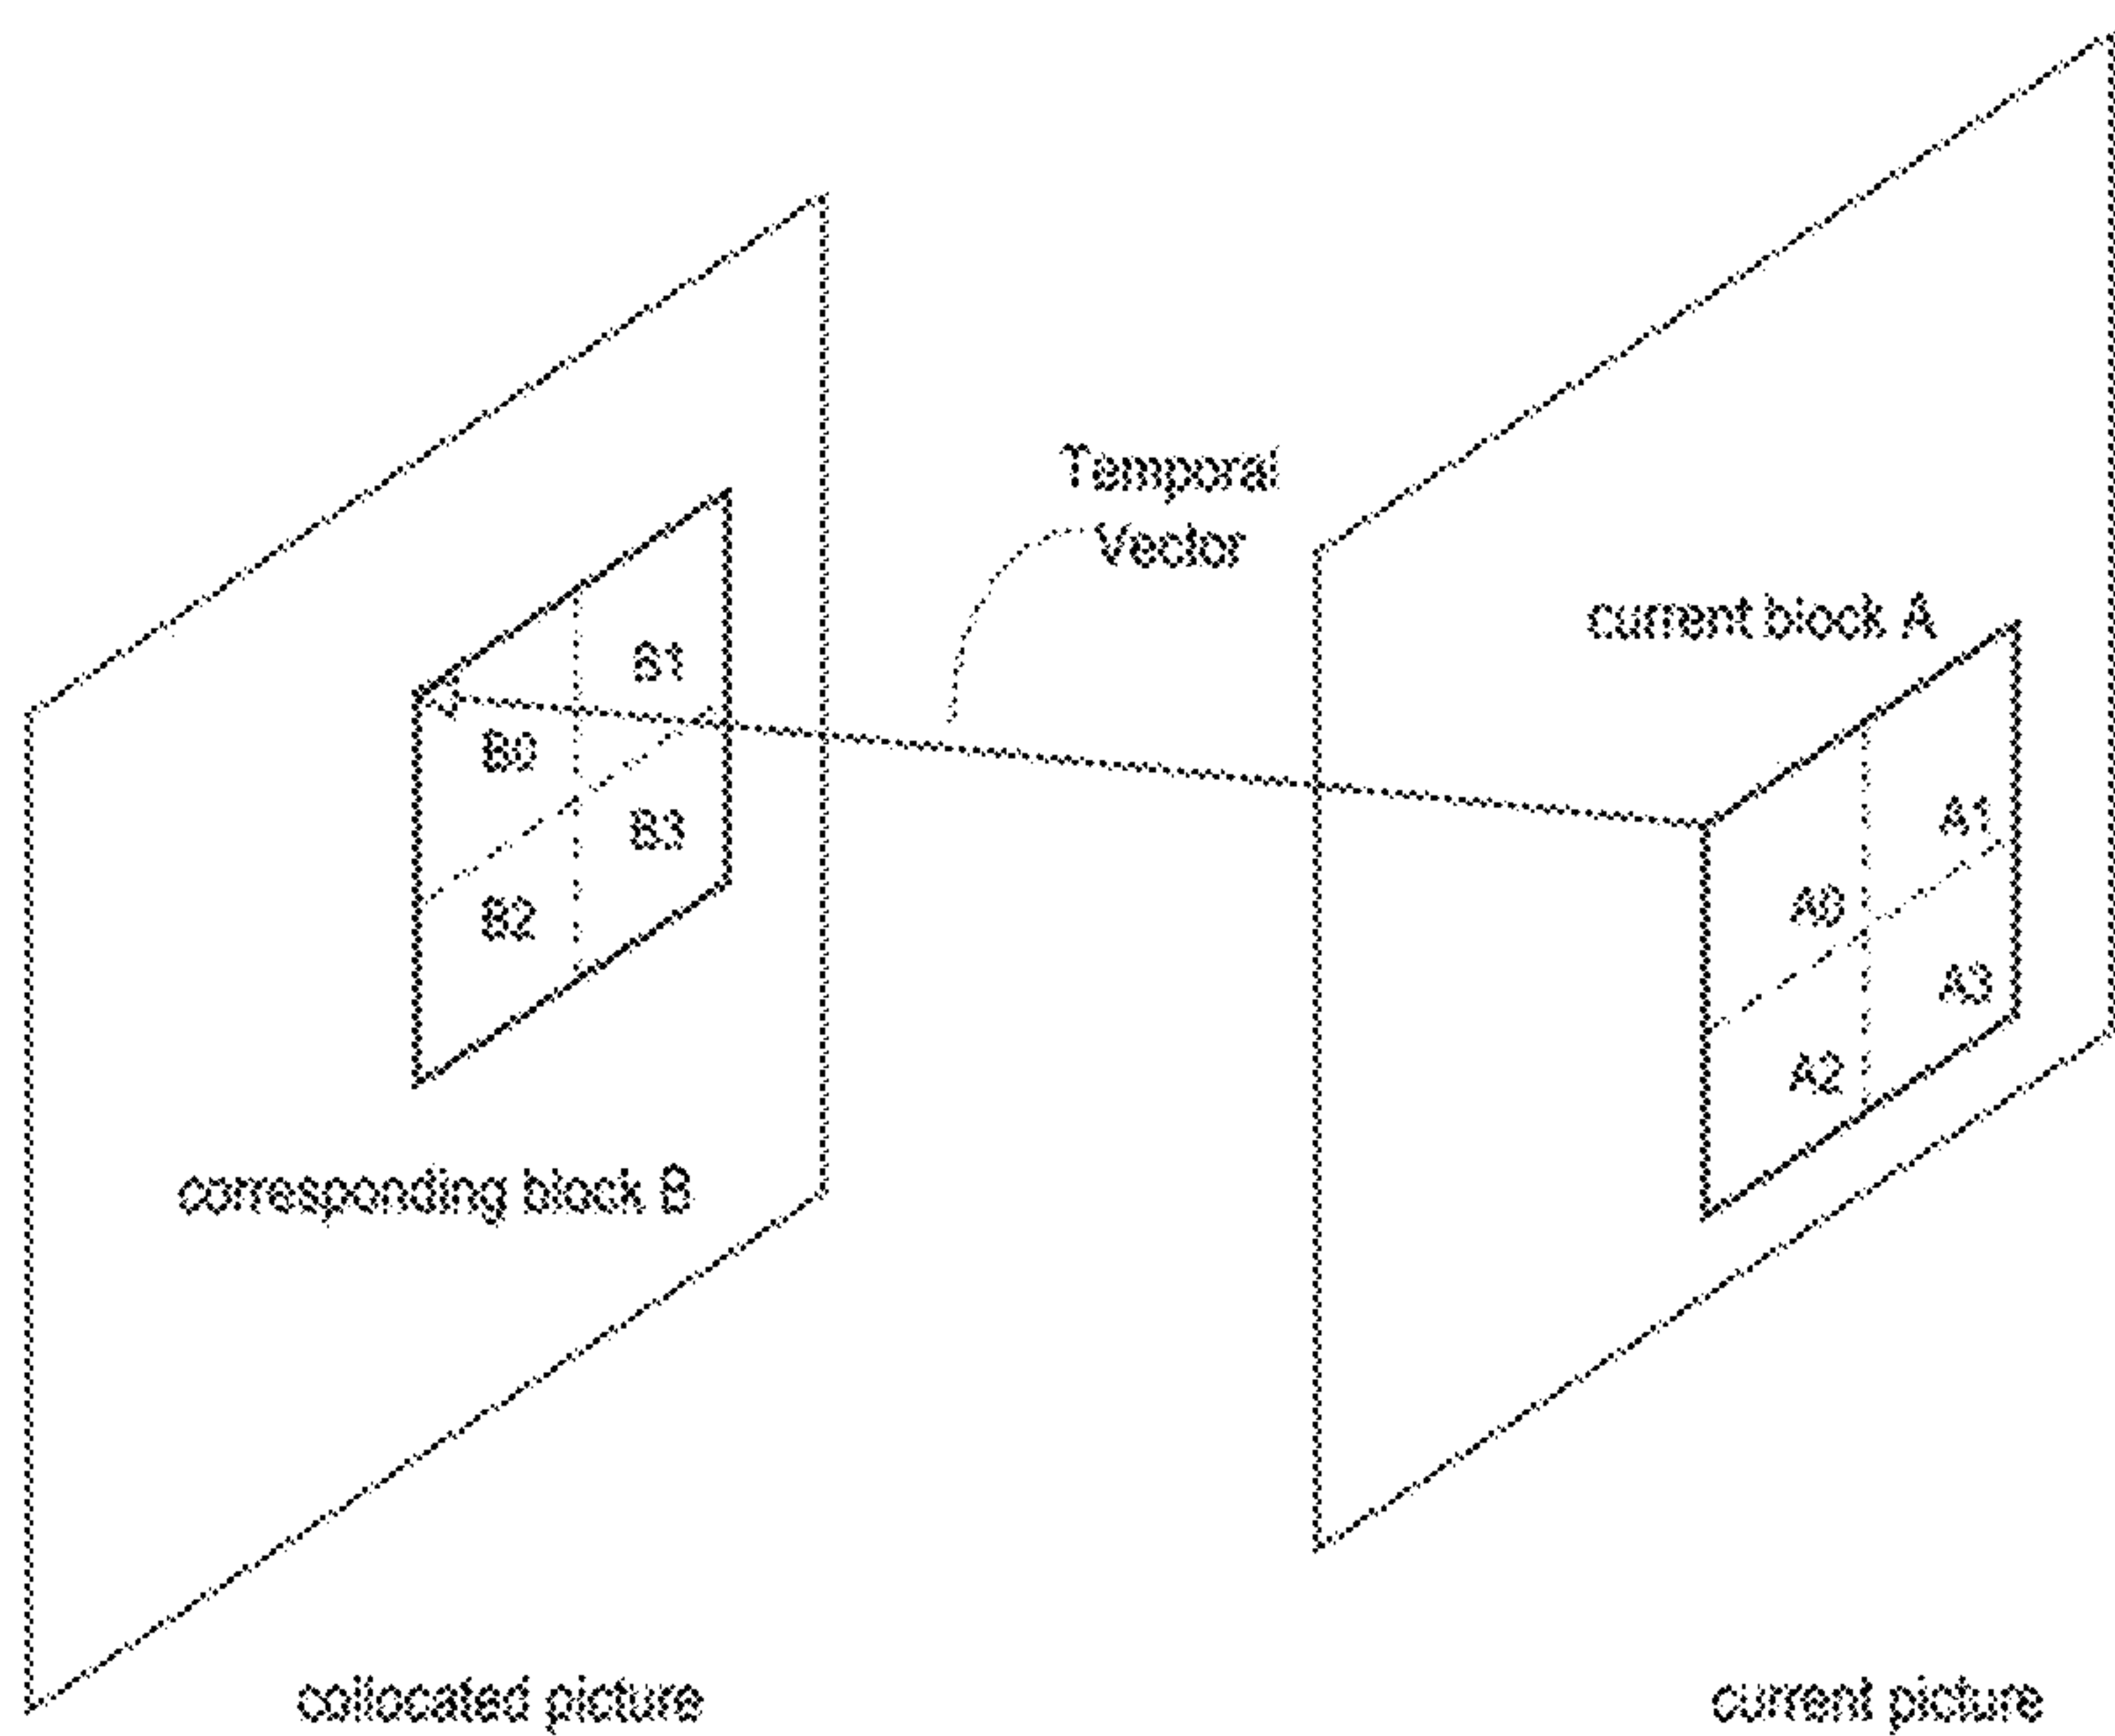 Temporal
Vector
current block A
B1
B0
B3
B2
A1
A0
A3
A2
corresponding block B
collocated picture
current picture